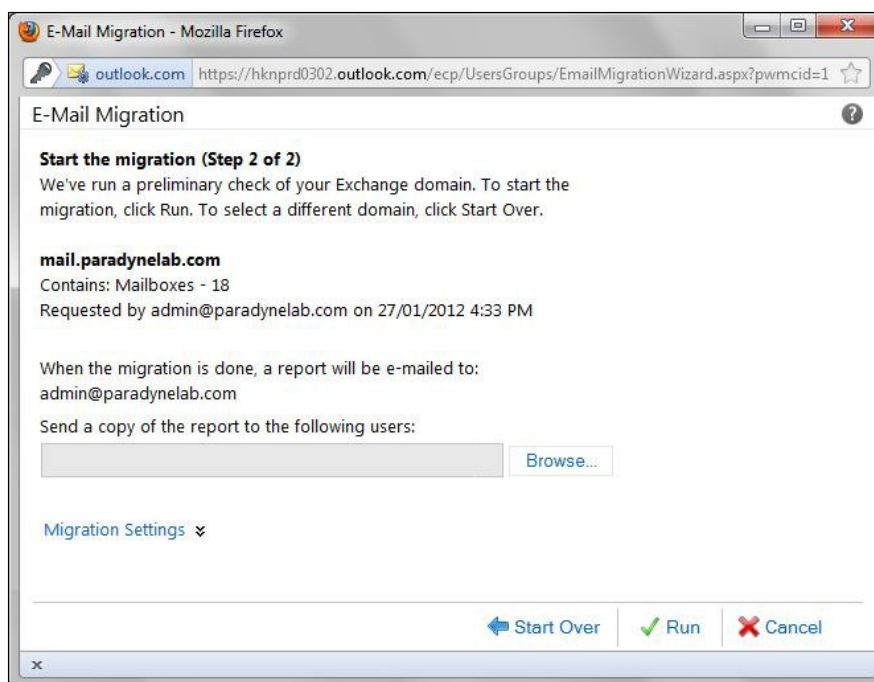 E-Mail Migration - Mozilla Firefox
outlook.com https://hknprd0302.outlook.com/ecp/UsersGroups/EmailMigrationWizard.aspx?pwmcid=1
E-Mail Migration
Start the migration (Step 2 of 2)
We've run a preliminary check of your Exchange domain. To start the
migration, click Run. To select a different domain, click Start Over.
mail.paradynelab.com
Contains: Mailboxes - 18
Requested by admin@paradynelab.com on 27/01/2012 4:33 PM
When the migration is done, a report will be e-mailed to:
admin@paradynelab.com
Send a copy of the report to the following users:
Browse...
Migration Settings
Start Over Run Cancel